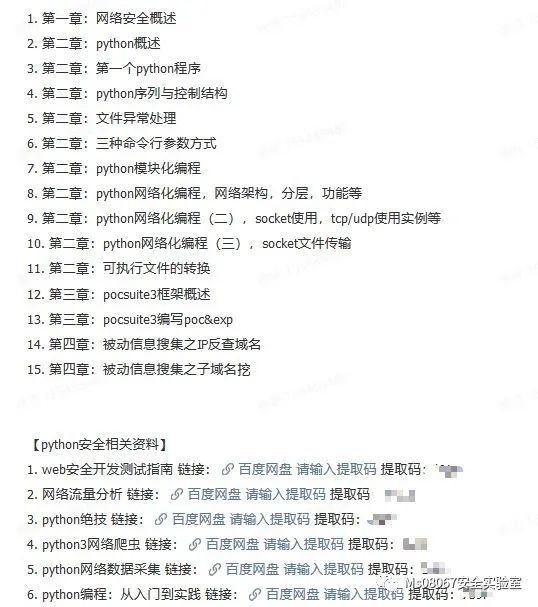 1. 第一章：网络安全概述
2. 第二章：python概述
3. 第二章：第一个python程序
4. 第二章：python序列与控制结构
5. 第二章：文件异常处理
6. 第二章：三种命令行参数方式
7. 第二章：python模块化编程
8. 第二章：python网络化编程，网络架构，分层，功能等
9. 第二章：python网络化编程（二），socket使用，tcp/udp使用实例等
10. 第二章：python网络化编程（三），socket文件传输
11. 第二章：可执行文件的转换
12. 第三章：pocsuite3框架概述
13. 第三章：pocsuite3编写poc&exp
14. 第四章：被动信息搜集之IP反查域名
15. 第四章：被动信息搜集之子域名挖
【python安全相关资料】
1. web安全开发测试指南 链接： 百度网盘 请输入提取码 提取码：
2. 网络流量分析 链接： 百度网盘 请输入提取码 提取码
3. python绝技 链接： 百度网盘 请输入提取码 提取码：
4. python3网络爬虫 链接： 百度网盘 请输入提取码 提取码：
5. python网络数据采集 链接： 百度网盘 请输入提取码 提取码：
6. python编程：从入门到实践 链接： 百度网盘 请输入提取码 提取码：
Ms08067安全实验室